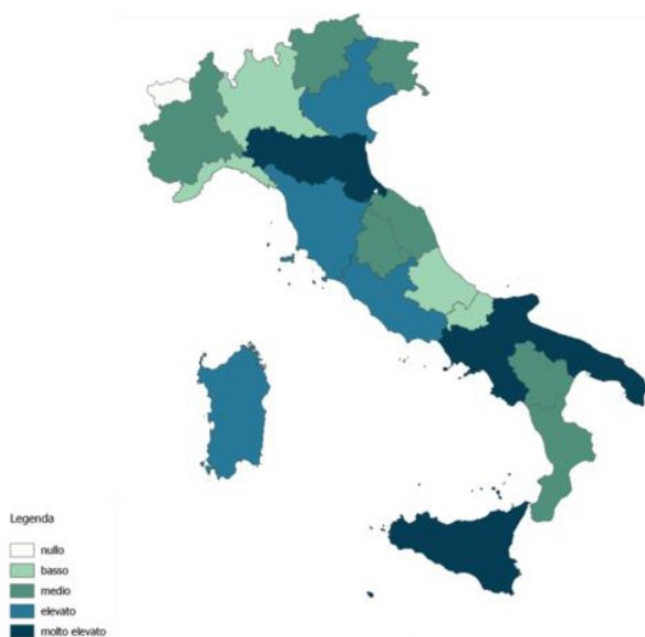 Legenda
nullo
basso
medio
elevato
molto elevato